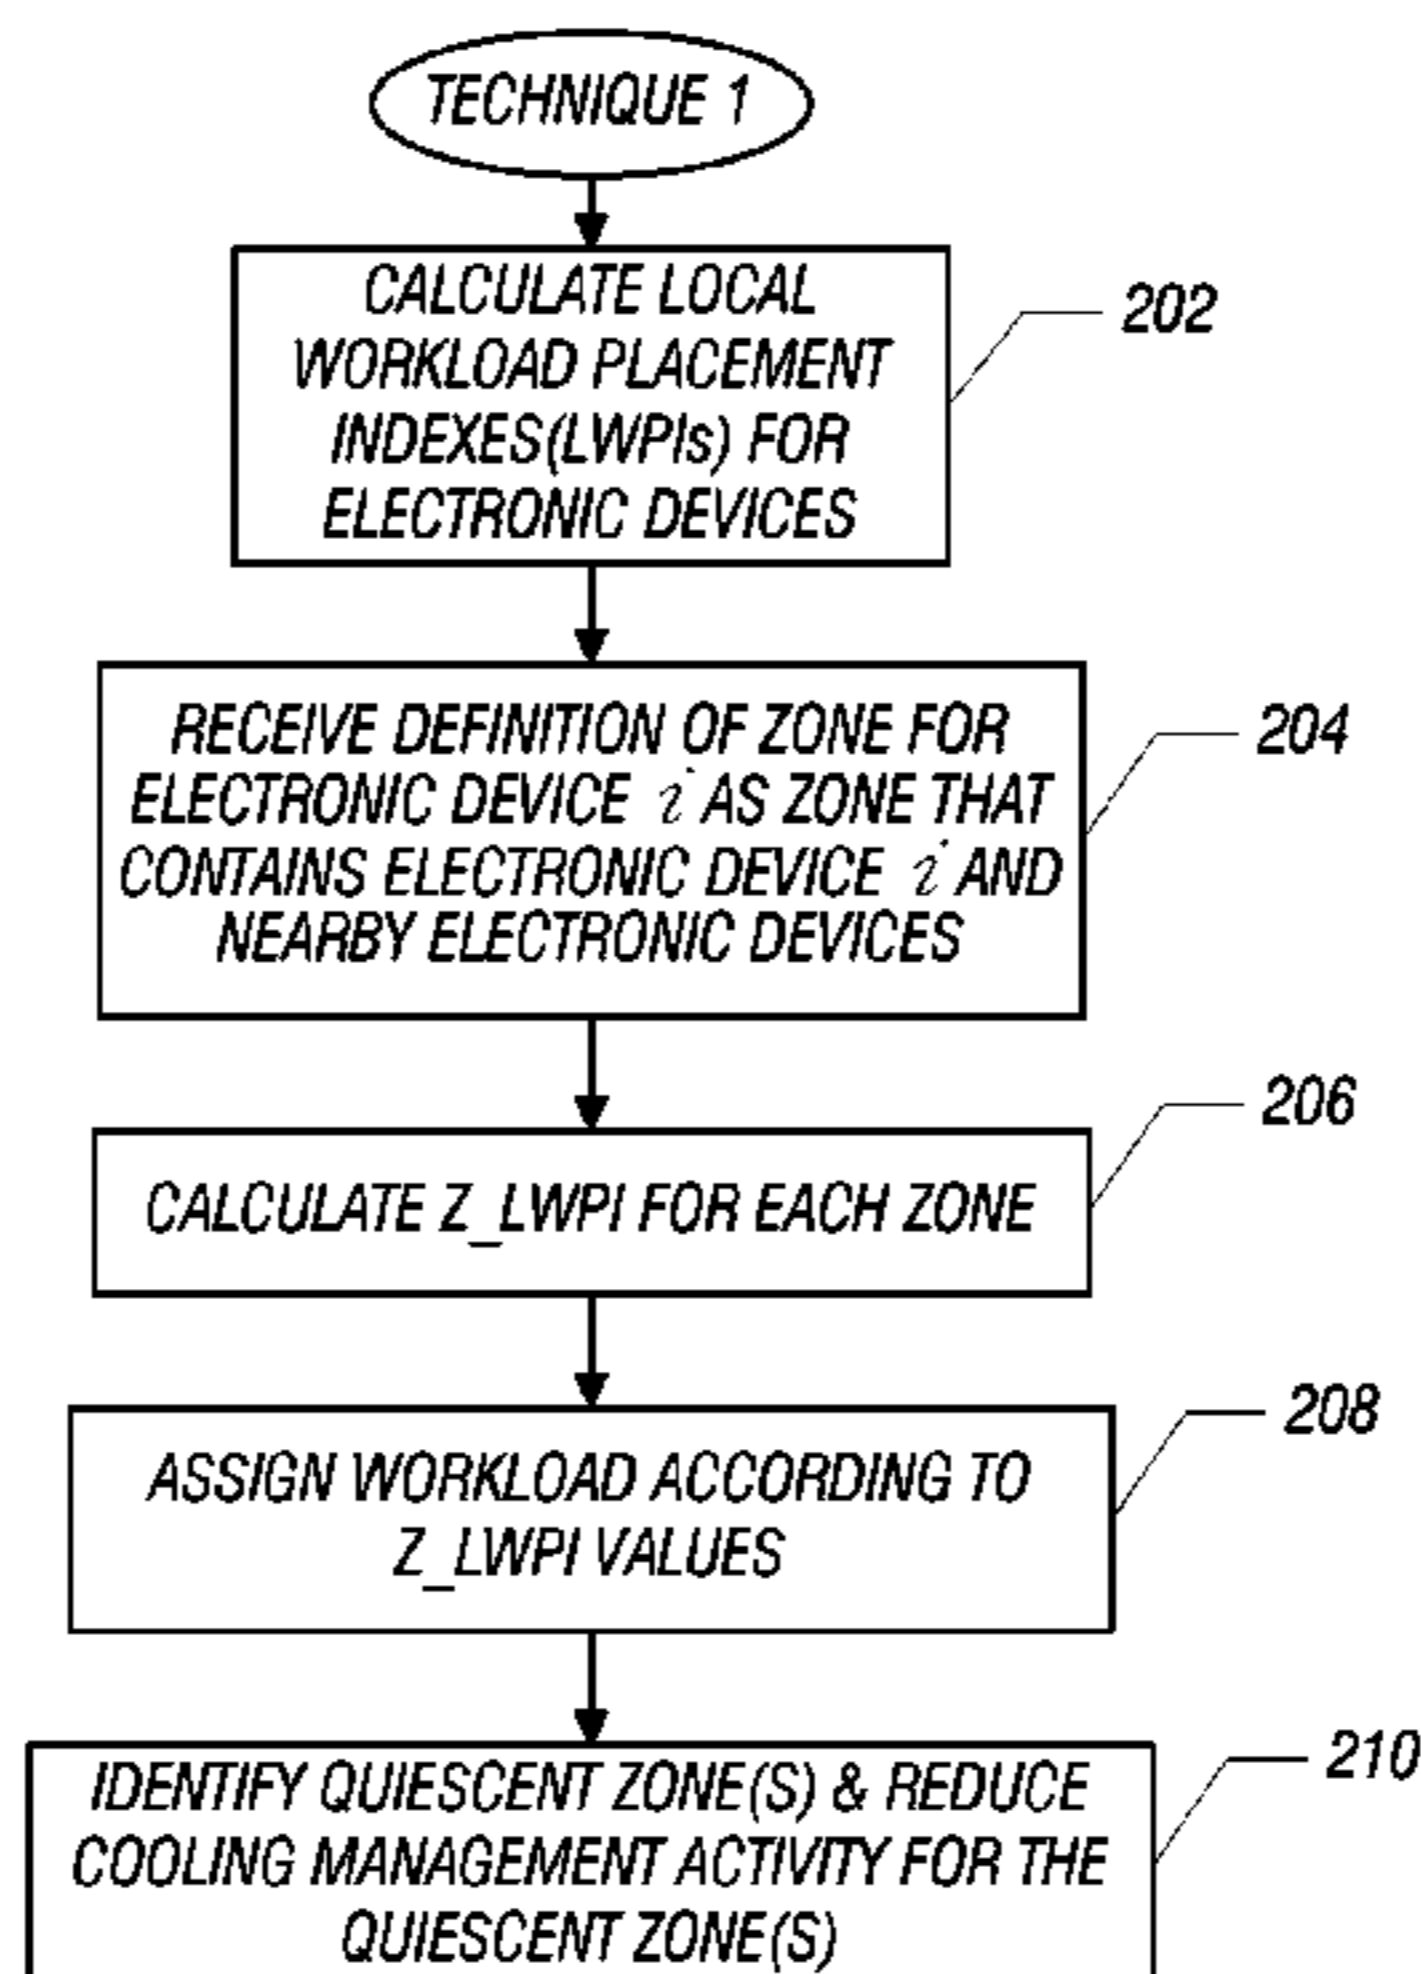 TECHNIQUE 1
CALCULATE LOCAL
WORKLOAD PLACEMENT
INDEXES(LWPIs) FOR
ELECTRONIC DEVICES
202
RECEIVE DEFINITION OF ZONE FOR
ELECTRONIC DEVICE i AS ZONE THAT
CONTAINS ELECTRONIC DEVICE i AND
NEARBY ELECTRONIC DEVICES
204
CALCULATE Z_LWPI FOR EACH ZONE
206
ASSIGN WORKLOAD ACCORDING TO
Z_LWPI VALUES
208
IDENTIFY QUIESCENT ZONE(S) & REDUCE
COOLING MANAGEMENT ACTIVITY FOR THE
QUIESCENT ZONE(S)
210